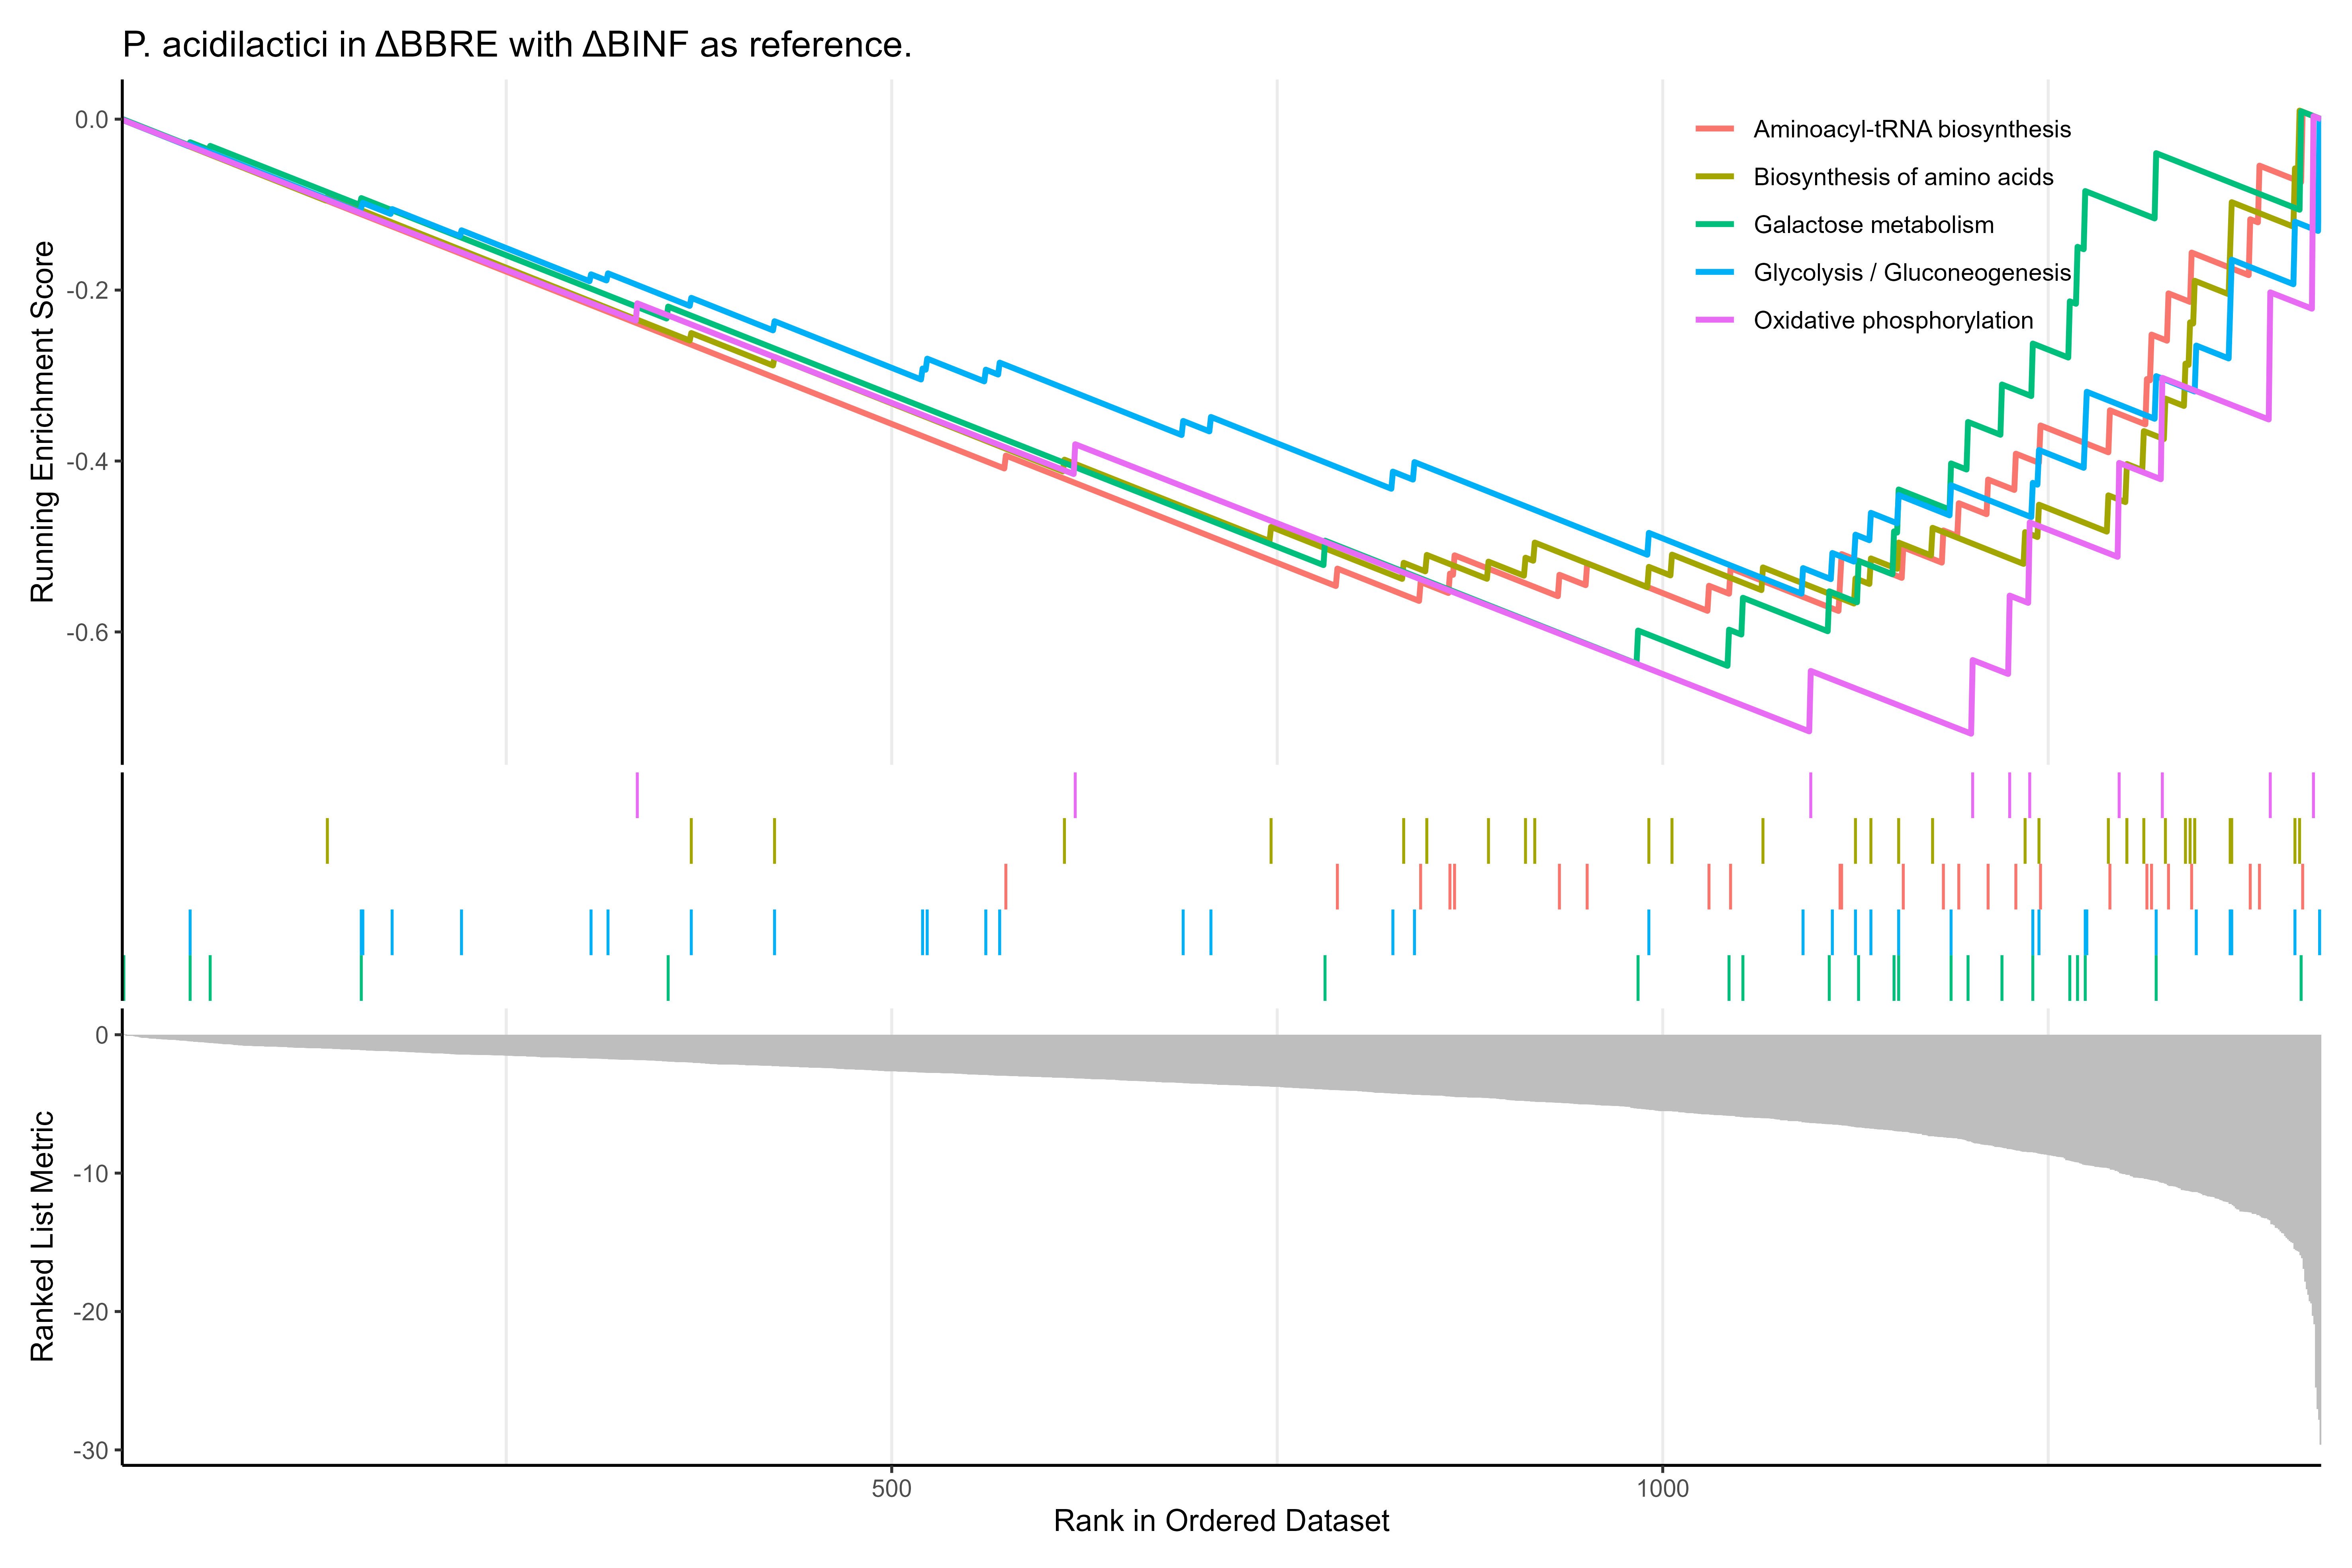 P. acidilactici in ΔBBRE with ΔBINF as reference.
Running Enrichment Score
0.0
-0.2
-0.4
-0.6
Aminoacyl-tRNA biosynthesis
Biosynthesis of amino acids
Galactose metabolism
Glycolysis / Gluconeogenesis
Oxidative phosphorylation
Ranked List Metric
0
-10
-20
-30
500
1000
Rank in Ordered Dataset